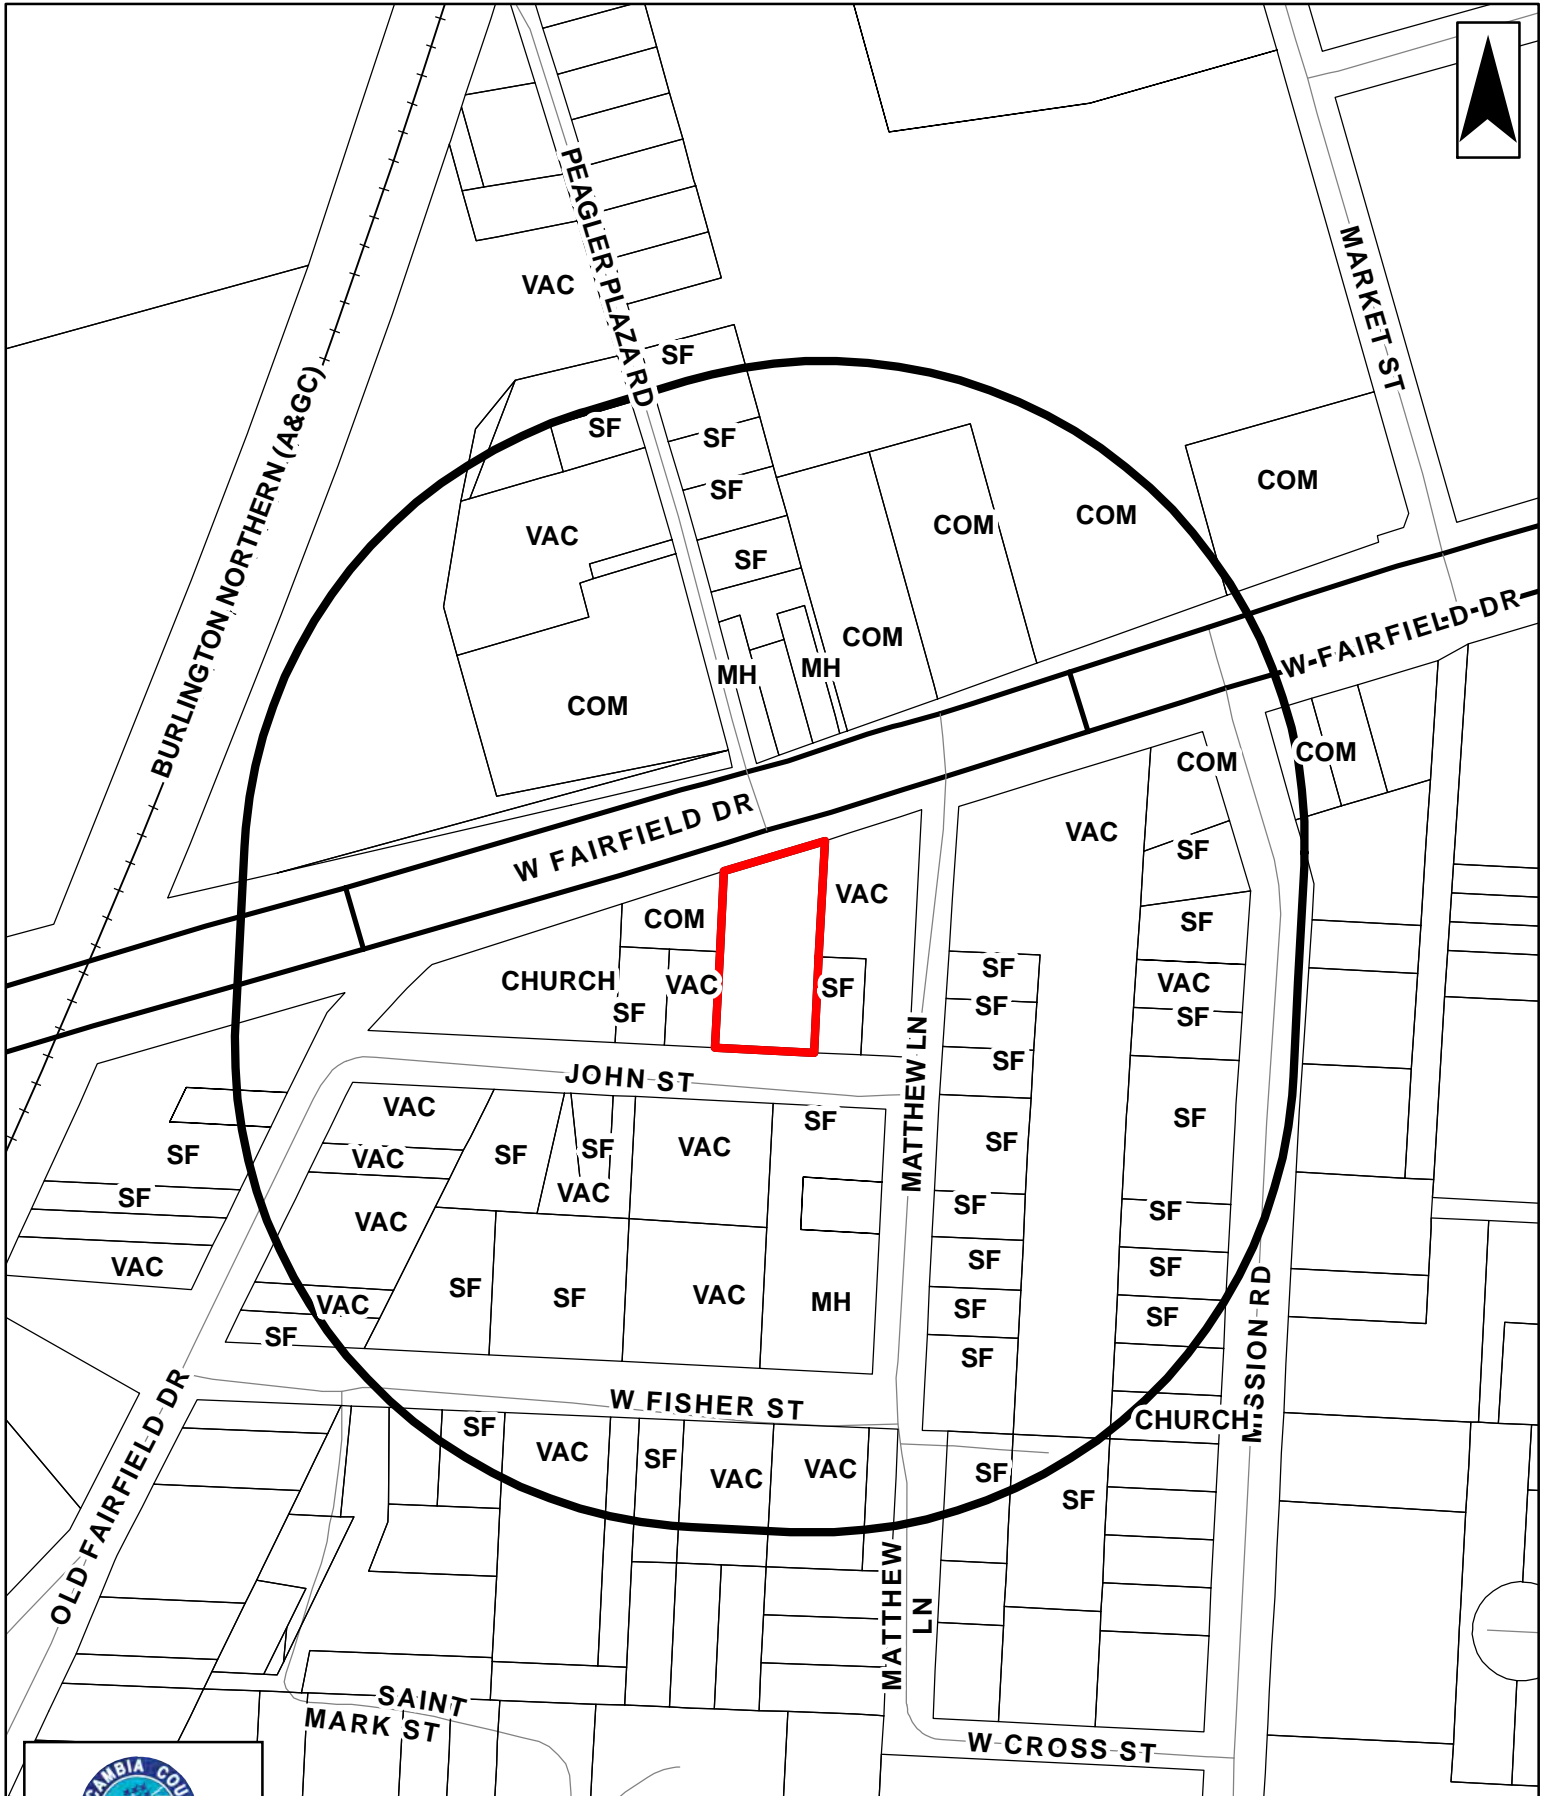 PEAGLER PLAZA RD
MARKET ST
VAC
SF
SF
SF
SF
COM
COM
COM
VAC
SF
COM
MH
MH
COM
BURLINGTON NORTHERN (A&GC)
W FAIRFIELD DR
COM
COM
W FAIRFIELD DR
VAC
SF
VAC
COM
SF
CHURCH
VAC
SF
SF
SF
VAC
SF
SF
SF
MATTHEW LN
SF
JOHN ST
VAC
SF
SF
VAC
SF
SF
SF
VAC
SF
VAC
SF
SF
SF
VAC
SF
VAC
SF
SF
SF
SF
VAC
MH
VAC
SF
SF
SF
SF
MISSION RD
OLD FAIRFIELD DR
W FISHER ST
CHURCH
SF
VAC
SF
VAC
VAC
SF
SF
MATTHEW
LN
SAINT
MARK ST
W CROSS ST
AMBIA COU